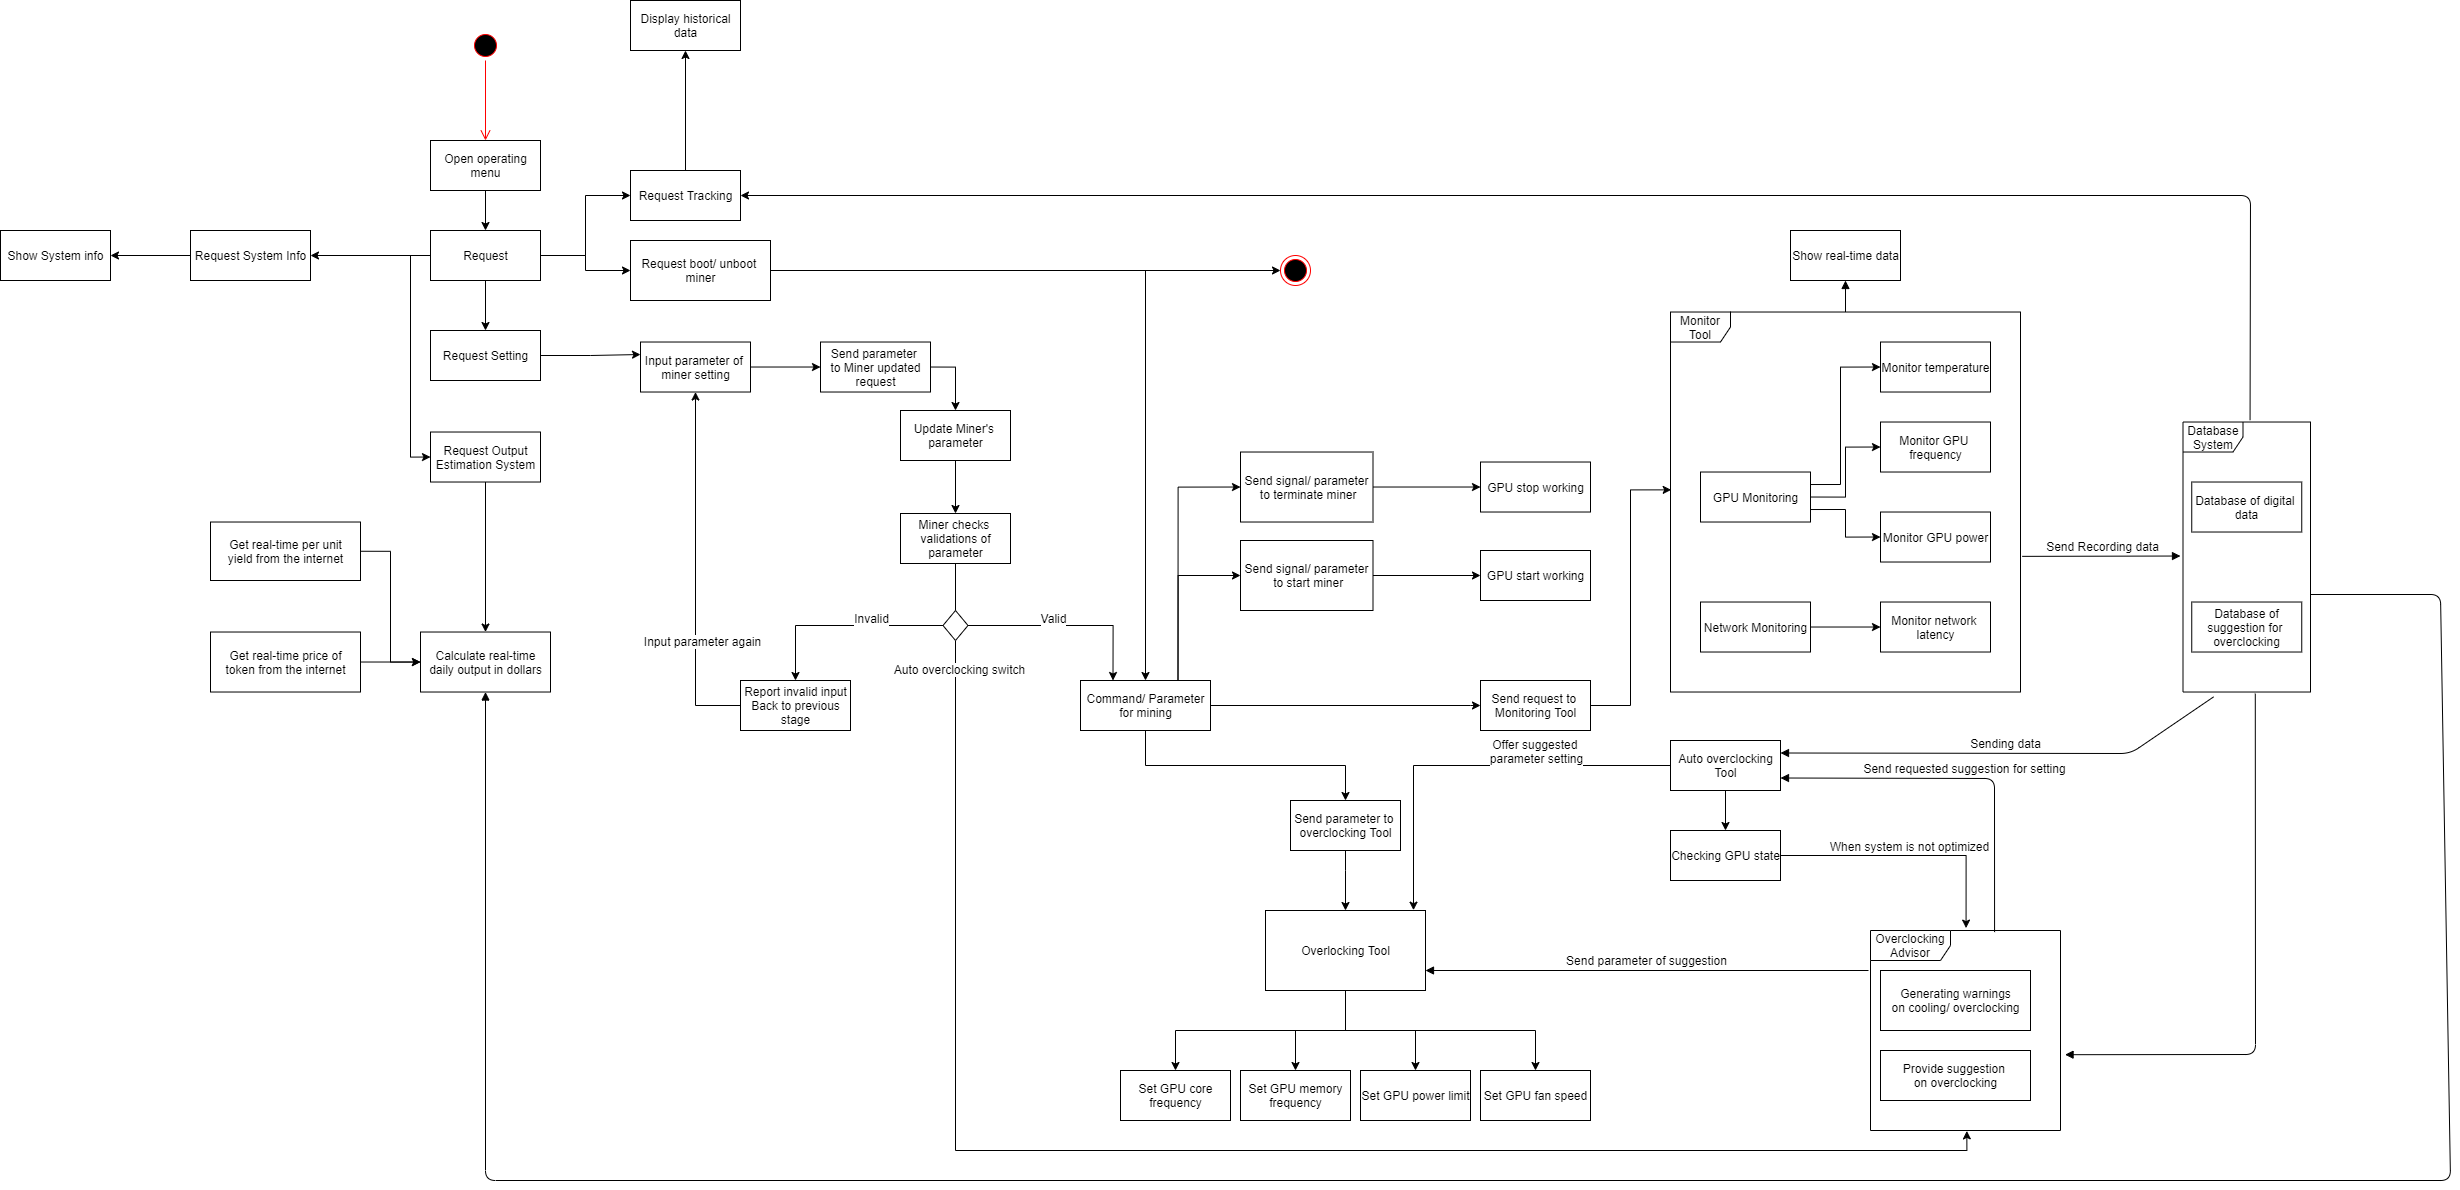 Display historical
data
Open operating
menu
Request Tracking
Show System info
Request System Info
Request
Request boot/ unboot
miner
Show real-time data
Request Setting
Input parameter of
miner setting
Send parameter
to Miner updated
request
Update Miner's
parameter
Miner checks
validations of
parameter
Request Output
Estimation System
Get real-time per unit
yield from the internet
Get real-time price of
token from the internet
Calculate real-time
daily output in dollars
Invalid
Valid
Input parameter again
Auto overclocking switch
Report invalid input
Back to previous
stage
Command/ Parameter
for mining
Send signal/ parameter
to terminate miner
GPU stop working
Send signal/ parameter
to start miner
GPU start working
Send request to
Monitoring Tool
Monitor
Tool
Monitor temperature
Monitor GPU
frequency
GPU Monitoring
Monitor GPU power
Network Monitoring
Monitor network
latency
Send Recording data
Database
System
Database of digital
data
Database of
suggestion for
overclocking
Offer suggested
parameter setting
Auto overclocking
Tool
Sending data
Send requested suggestion for setting
Send parameter to
overclocking Tool
Checking GPU state
When system is not optimized
Overlocking Tool
Send parameter of suggestion
Overclocking
Advisor
Generating warnings
on cooling/ overclocking
Provide suggestion
on overclocking
Set GPU core
frequency
Set GPU memory
frequency
Set GPU power limit
Set GPU fan speed